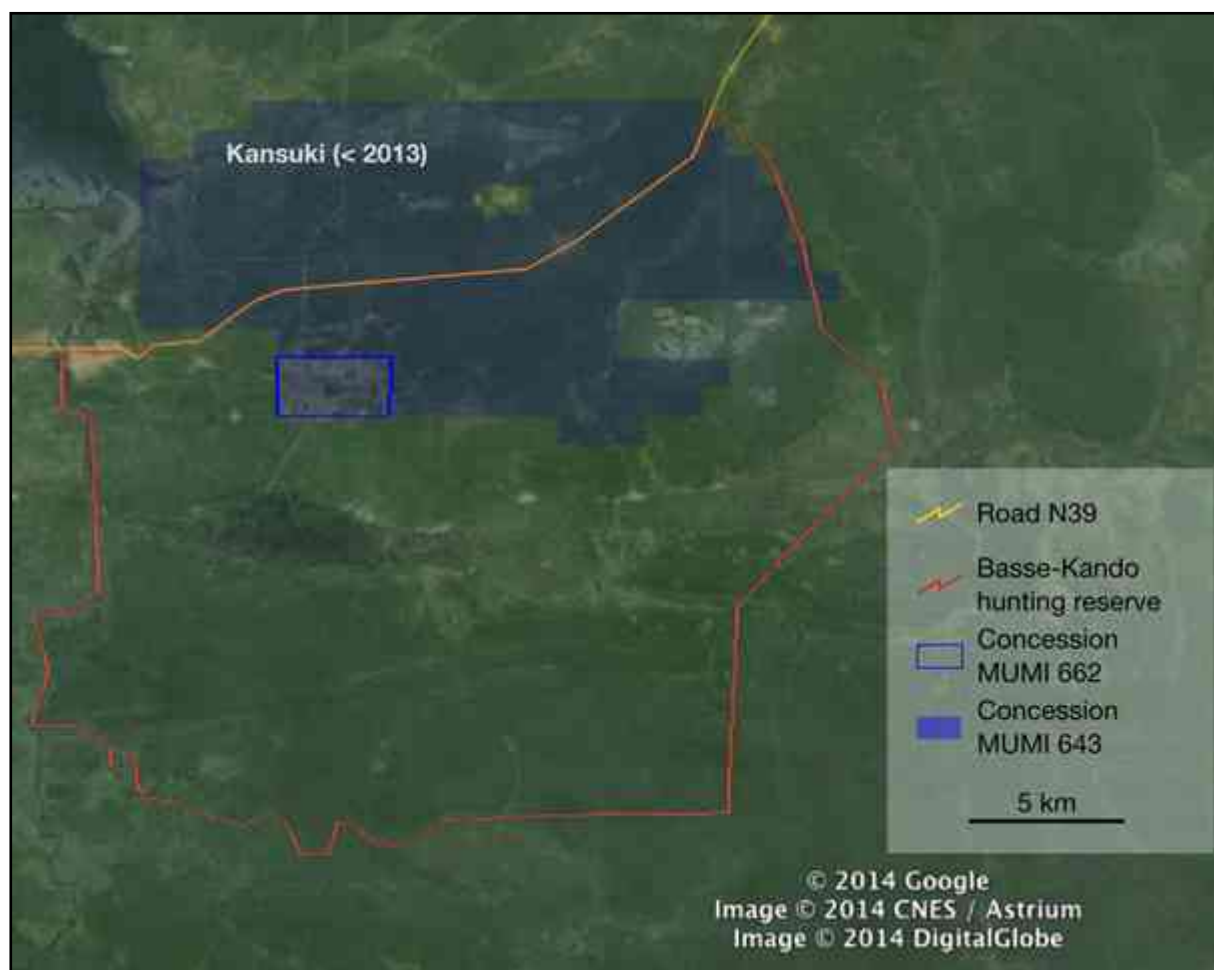 Kansuki (< 2013)
Road N39
Basse-Kando
hunting reserve
Concession
MUMI 662
Concession
MUMI 643
5 km
© 2014 Google
Image © 2014 CNES / Astrium
Image © 2014 DigitalGlobe